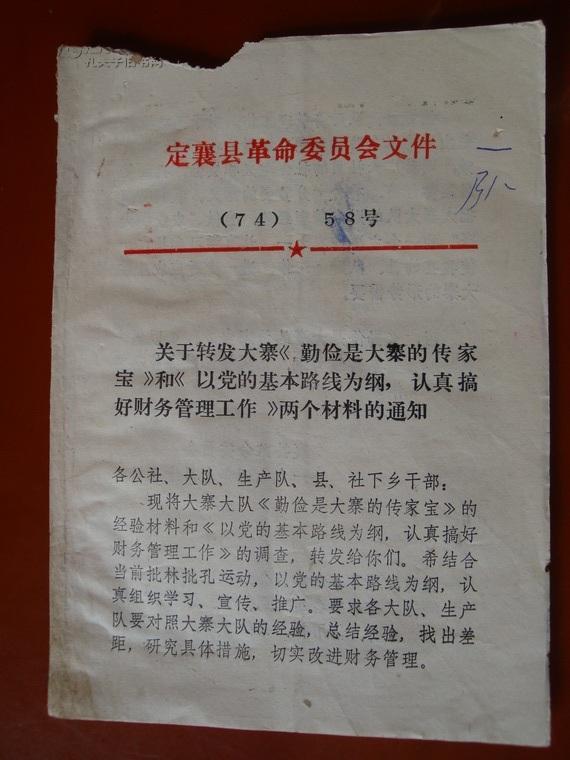 定襄县革命委员会文件
(74) 58号
关于转发大寨《勤俭是大寨的传家
宝》和《以党的基本路线为纲，认真搞
好财务管理工作》两个材料的通知
各公社、大队、生产队、县、社下乡干部：
现将大寨大队《勤俭是大寨的传家宝》的
经验材料和《以党的基本路线为纲，认真搞好
财务管理工作》的调查，转发给你们。希结合
当前批林批孔运动，以党的基本路线为纲，认
真组织学习、宣传、推广。要求各大队、生产
队要对照大寨大队的经验，总结经验，找出差
距，研究具体措施，切实改进财务管理。